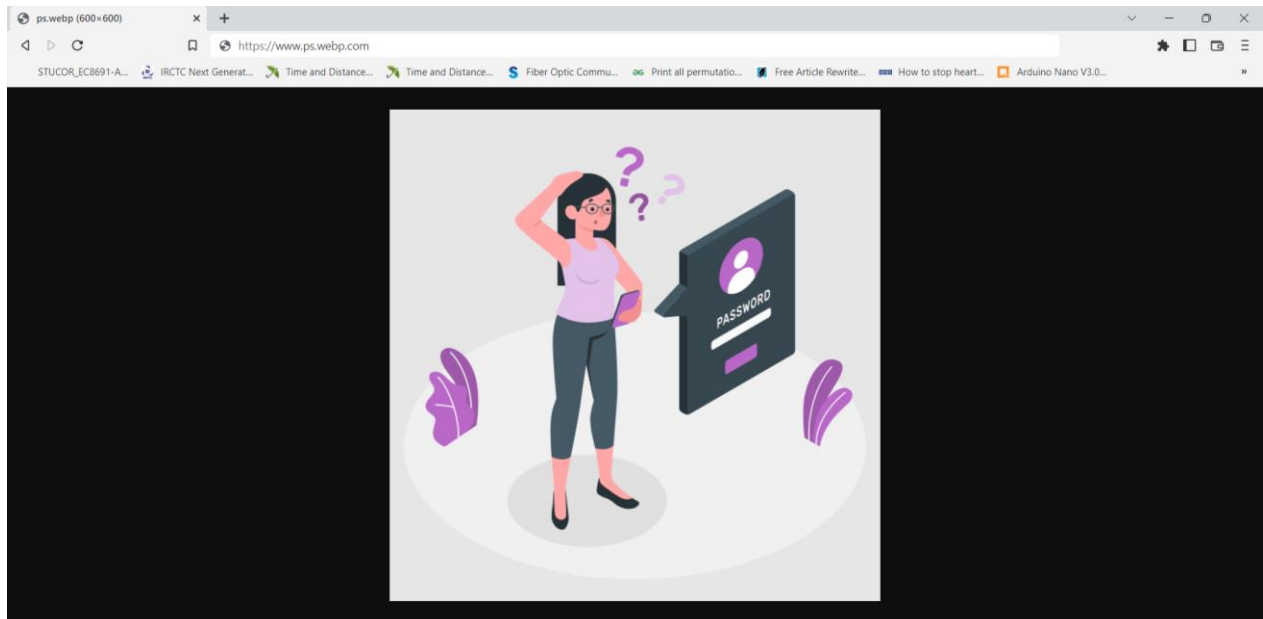 ps.webp (600×600)
https://www.ps.webp.com
STUCOR_EC8691-A... IRCTC Next Generat... Time and Distance... Time and Distance... Fiber Optic Commu... Print all permutatio... Free Article Rewrite... How to stop heart... Arduino Nano V3.0...
? ? ?
PASSWORD